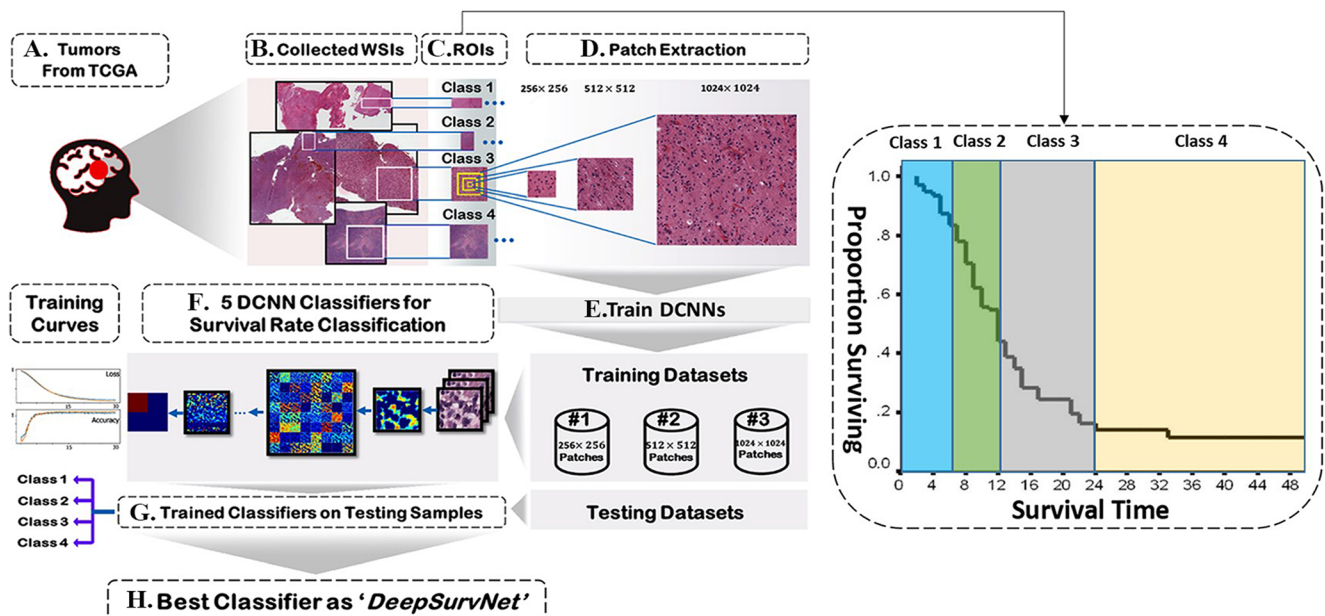 A. Tumors
From TCGA
B. Collected WSIs
C. ROIs
D. Patch Extraction
Class 1
Class 2
Class 3
Class 4
256 × 256
512 × 512
1024 × 1024
E. Train DCNNs
Training
Curves
F. 5 DCNN Classifiers for
Survival Rate Classification
Loss
15
30
1
Accuracy
15
30
Training Datasets
#1
256 × 256
Patches
#2
512 × 512
Patches
#3
1024 × 1024
Patches
Testing Datasets
Class 1
Class 2
Class 3
Class 4
G. Trained Classifiers on Testing Samples
H. Best Classifier as 'DeepSurvNet'
Class 1
Class 2
Class 3
Class 4
Proportion Surviving
1.0
.8
.6
.4
.2
0.0
0 4 8 12 16 20 24 28 32 36 40 44 48
Survival Time